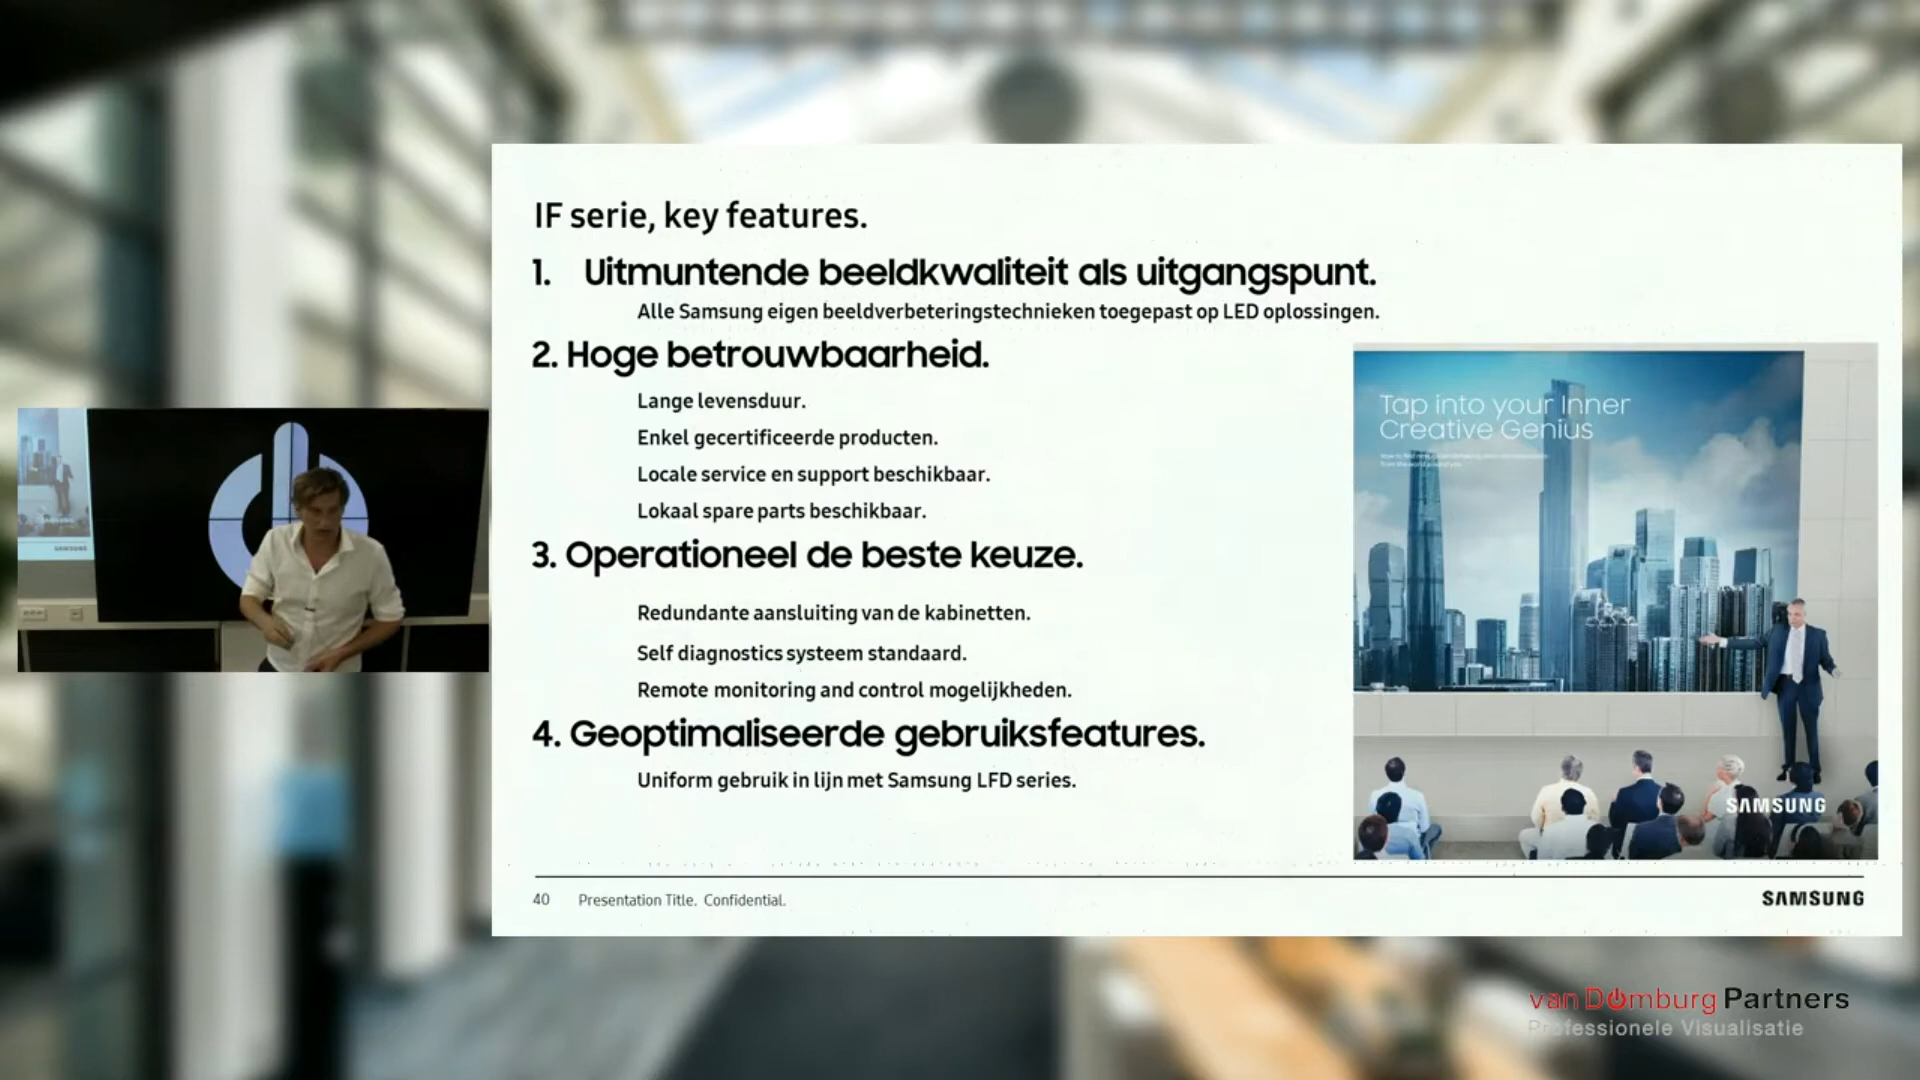 IF serie, key features.
1. Uitmuntende beeldkwaliteit als uitgangspunt.
Alle Samsung eigen beeldverbeteringstechnieken toegepast op LED oplossingen.
2. Hoge betrouwbaarheid.
Lange levensduur.
Enkel gecertificeerde producten.
Locale service en support beschikbaar.
Lokaal spare parts beschikbaar.
3. Operationeel de beste keuze.
Redundante aansluiting van de kabinetten.
Self diagnostics systeem standaard.
Remote monitoring and control mogelijkheden.
4. Geoptimaliseerde gebruiksfeatures.
Uniform gebruik in lijn met Samsung LFD series.
Tap into your Inner
Creative Genius
SAMSUNG
40 Presentation Title. Confidential.
SAMSUNG
SAMSUNG
van Domburg Partners
Professionele Visualisatie